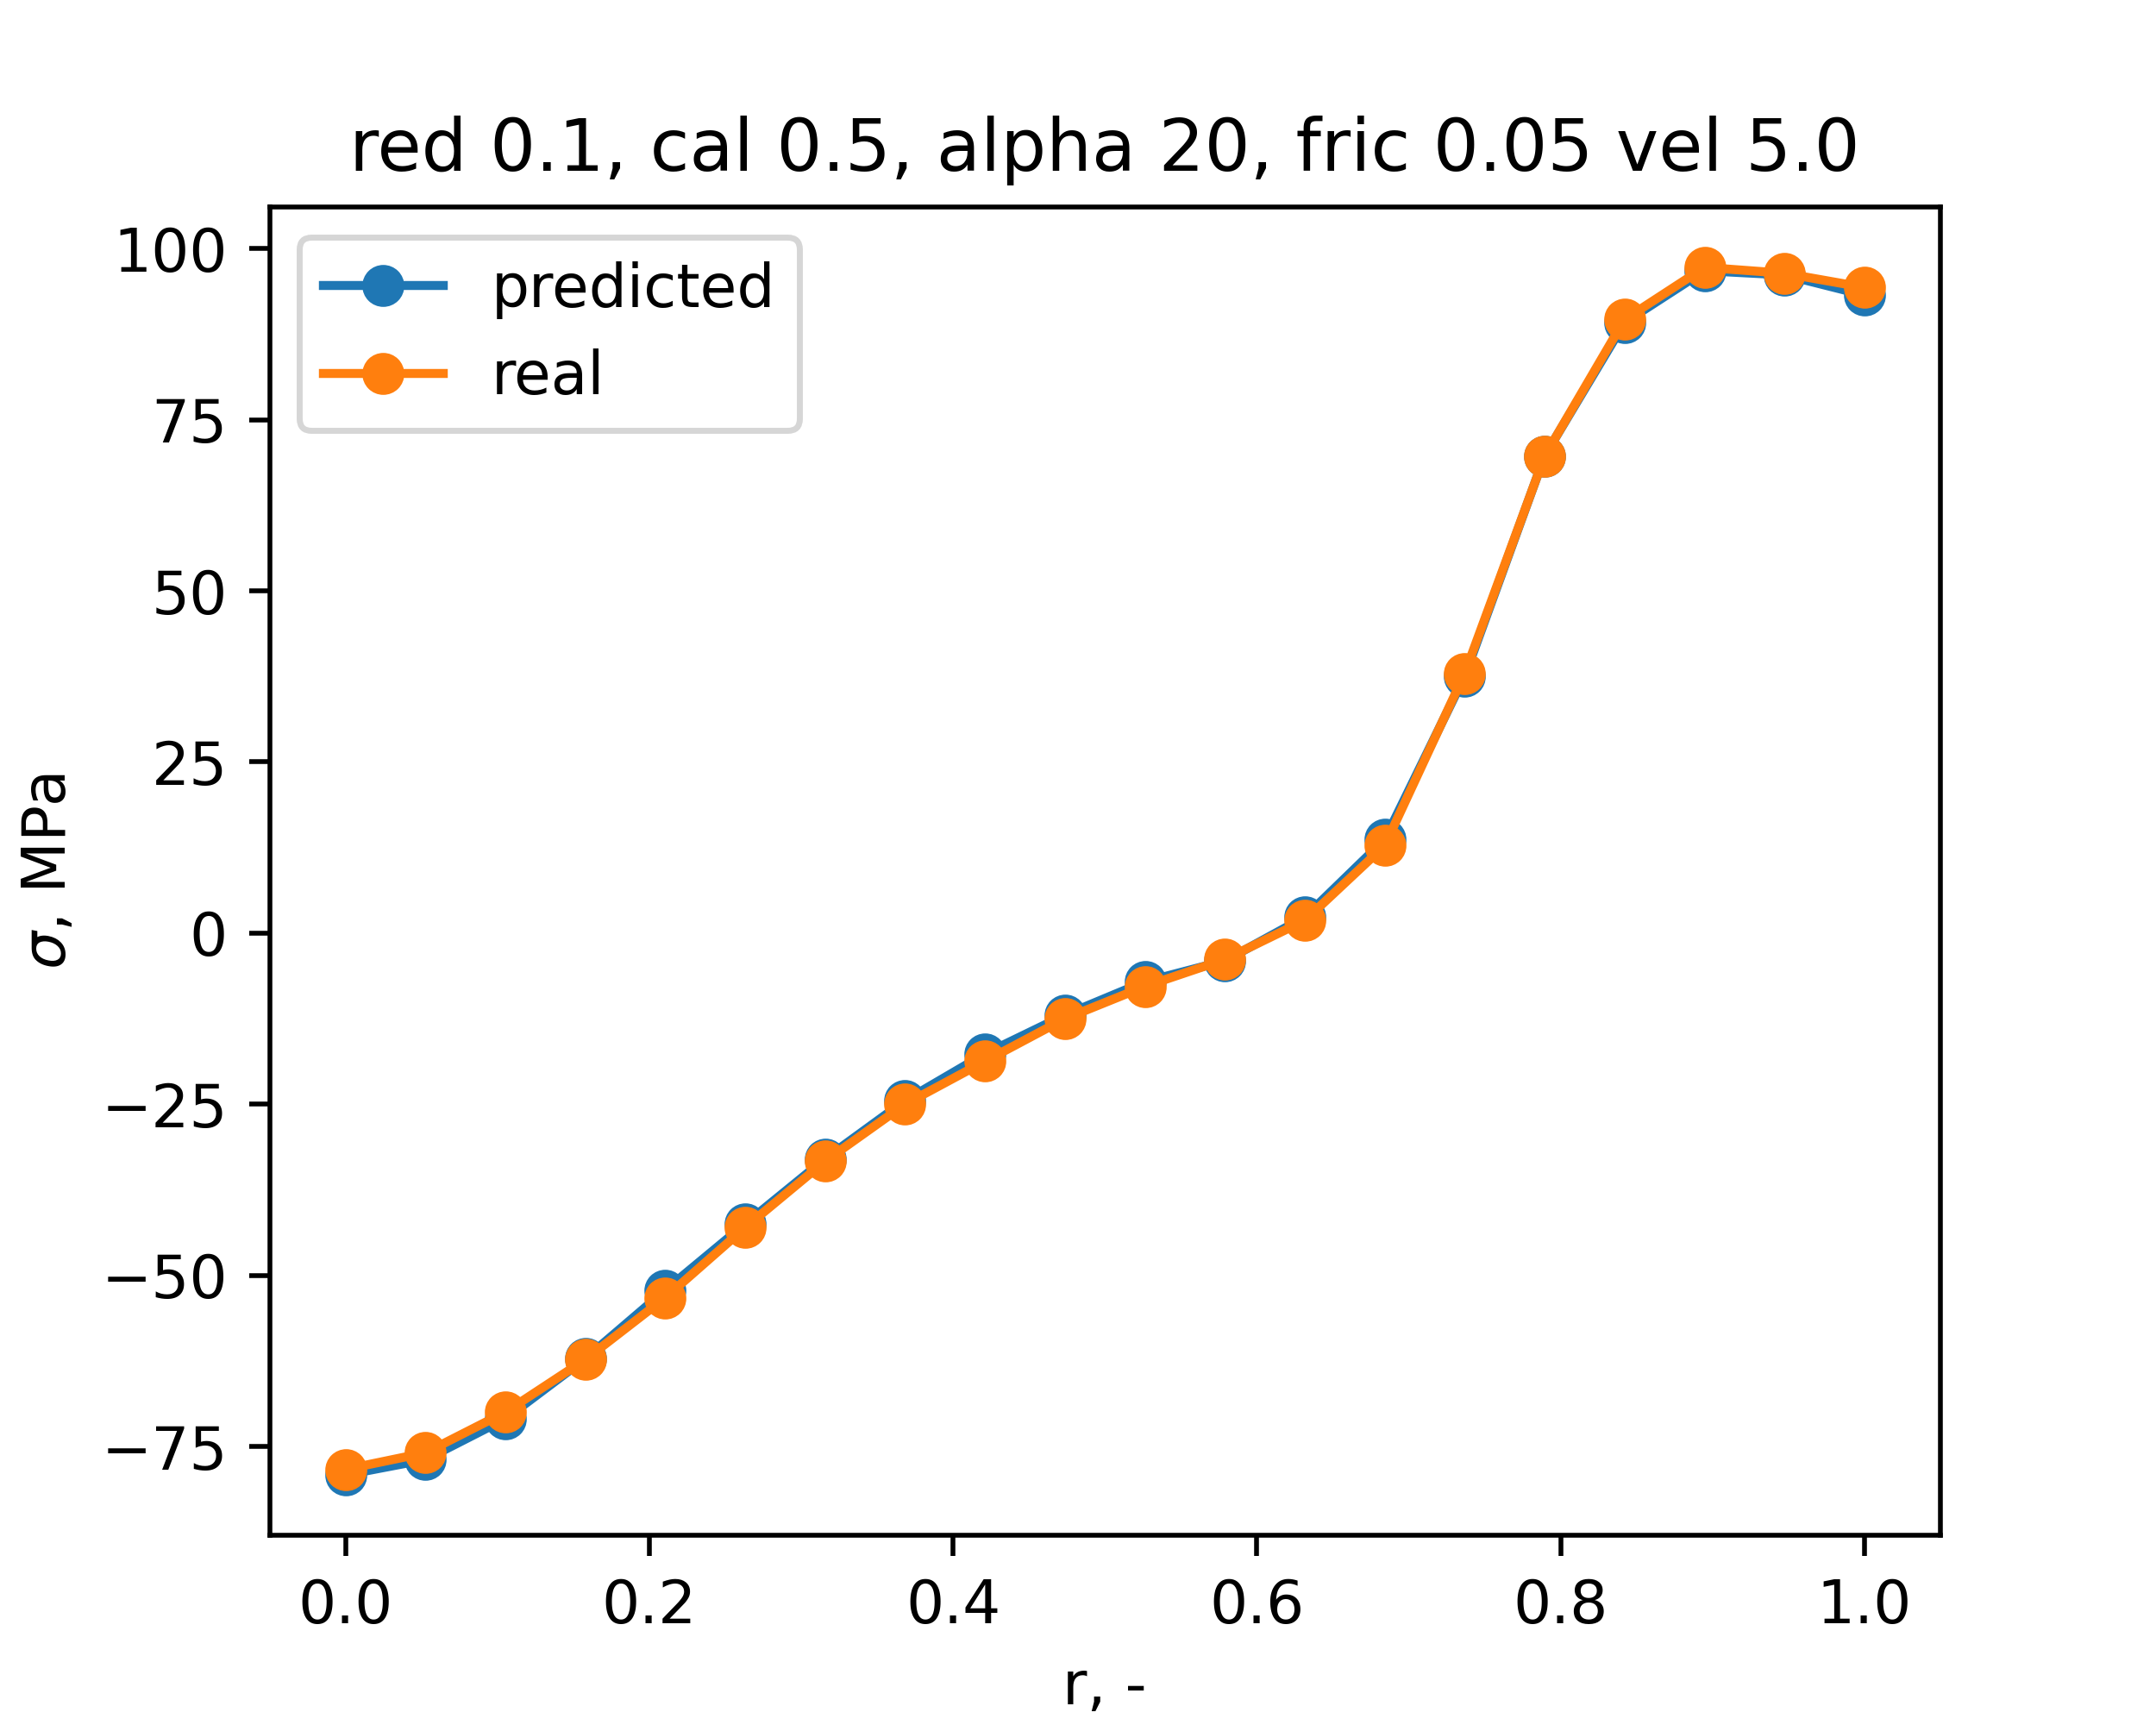 red 0.1, cal 0.5, alpha 20, fric 0.05 vel 5.0
predicted
real
100
75
50
25
0
−25
−50
−75
σ, MPa
0.0 0.2 0.4 0.6 0.8 1.0
r, -